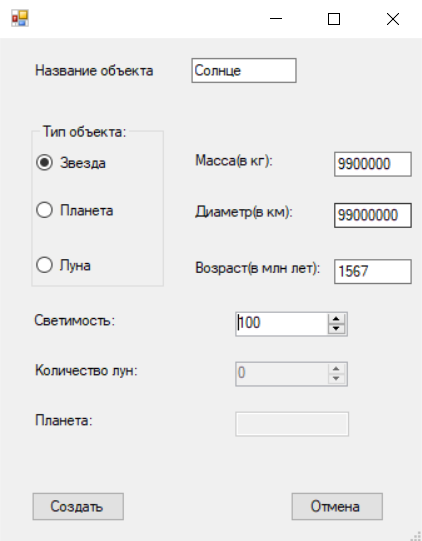 Название объекта Солнце
Тип объекта:
Звезда Масса(в кг): 9900000
Планета Диаметр(в км): 99000000
Луна Возраст(в млн лет): 1567
Светимость: 100
Количество лун: 0
Планета:
Создать Отмена